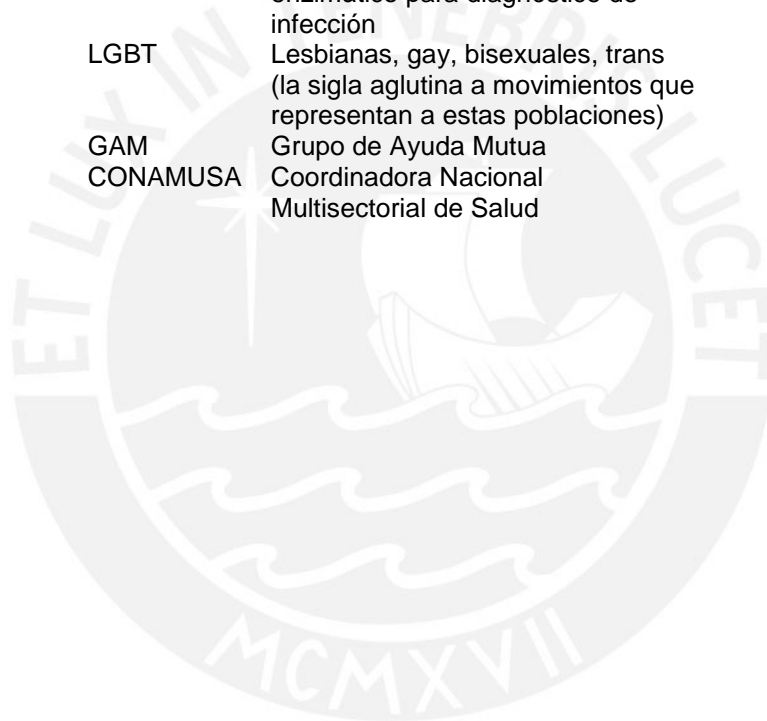 infección
LGBT Lesbianas, gay, bisexuales, trans
(la sigla aglutina a movimientos que
representan a estas poblaciones)
GAM Grupo de Ayuda Mutua
CONAMUSA Coordinadora Nacional
Multisectorial de Salud
ET LUX IN TENEBRIS LUCET
MCMXVII